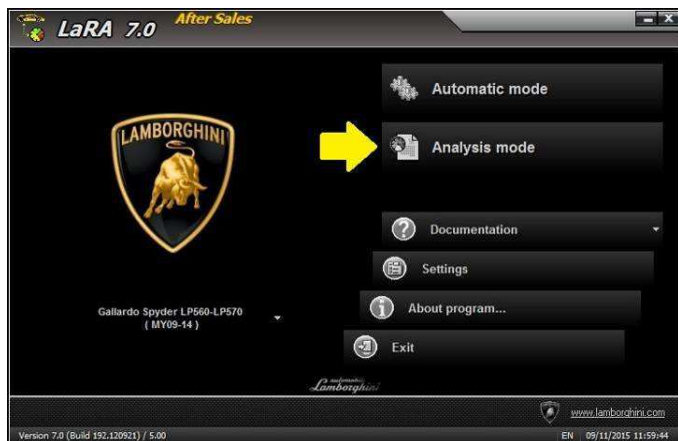 LaRA 7.0 After Sales
Automatic mode
LAMBORGHINI
Analysis mode
Documentation
Settings
Gallardo Spyder LP560-LP570
( MY09-14 )
About program...
Exit
automobili
Lamborghini
www.lamborghini.com
Version 7.0 (Build 192.120921) / 5.00
EN 09/11/2015 11:59:44